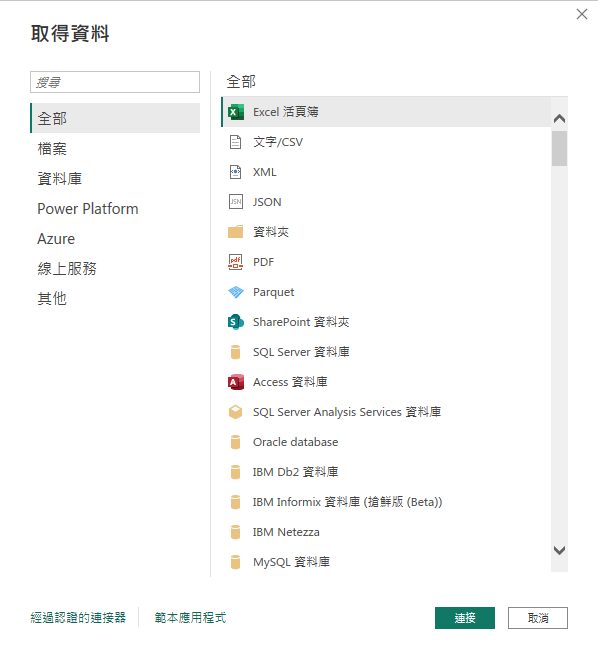 取得資料
搜尋
全部
檔案
資料庫
Power Platform
Azure
線上服務
其他
全部
Excel 活頁簿
文字/CSV
XML
JSON
資料夾
PDF
Parquet
SharePoint 資料夾
SQL Server 資料庫
Access 資料庫
SQL Server Analysis Services 資料庫
Oracle database
IBM Db2 資料庫
IBM Informix 資料庫 (搶鮮版 (Beta))
IBM Netezza
MySQL 資料庫
經過認證的連接器
範本應用程式
連接
取消